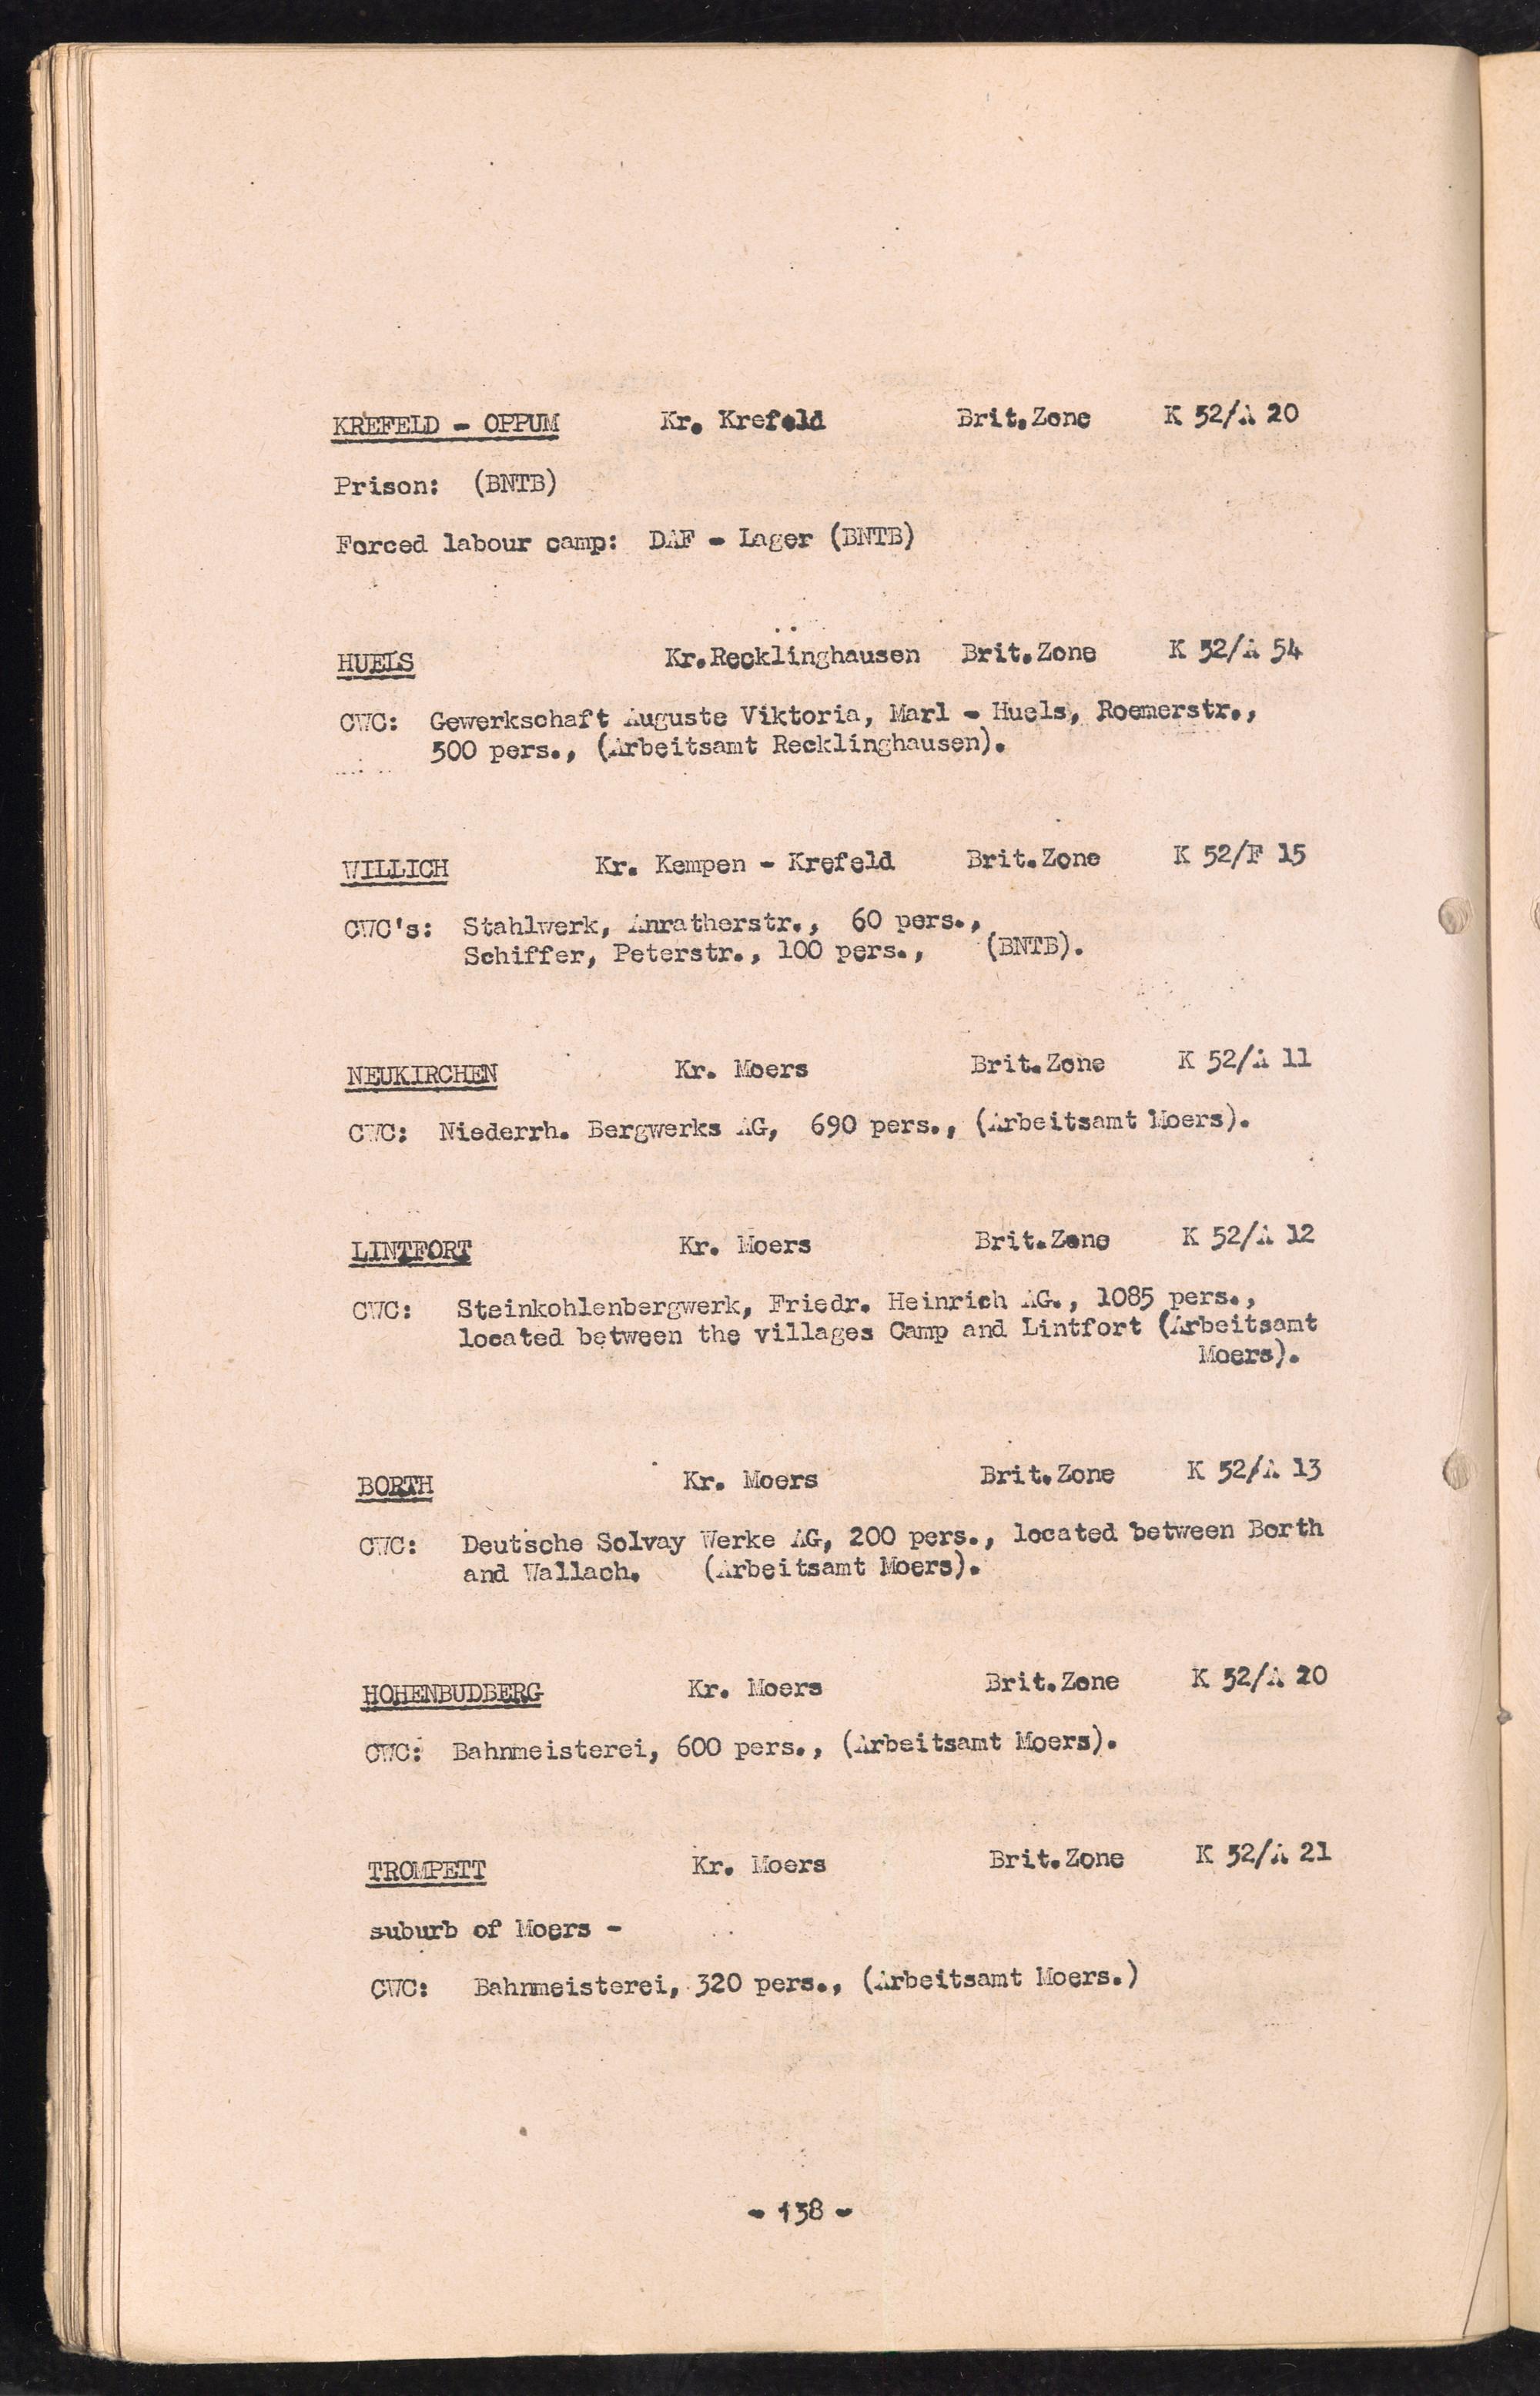 KREFELD - OPPUM Kr. Krefeld Brit.Zone K 52/A 20
Prison: (BNTB)
Forced labour camp: DAF - Lager (BNTB)
HUELS Kr.Recklinghausen Brit.Zone K 52/A 54
CWC: Gewerkschaft Auguste Viktoria, Marl - Huels, Roemerstr.,
500 pers., (Arbeitsamt Recklinghausen).
WILLICH Kr. Kempen - Krefeld Brit.Zone K 52/F 15
CWC's: Stahlwerk, Anratherstr., 60 pers.,
Schiffer, Peterstr., 100 pers., (BNTB).
NEUKIRCHEN Kr. Moers Brit.Zone K 52/A 11
CWC: Niederrh. Bergwerks AG, 690 pers., (Arbeitsamt Moers).
LINTFORT Kr. Moers Brit.Zone K 52/A 12
CWC: Steinkohlenbergwerk, Friedr. Heinrich AG., 1085 pers.,
located between the villages Camp and Lintfort (Arbeitsamt
Moers).
BORTH Kr. Moers Brit.Zone K 52/A 13
CWC: Deutsche Solvay Werke AG, 200 pers., located between Borth
and Wallach. (Arbeitsamt Moers).
HOHENBUDBERG Kr. Moers Brit.Zone K 52/A 20
CWC: Bahnmeisterei, 600 pers., (Arbeitsamt Moers).
TROMPETT Kr. Moers Brit.Zone K 52/A 21
suburb of Moers -
CWC: Bahnmeisterei, 320 pers., (Arbeitsamt Moers.)
- 138 -